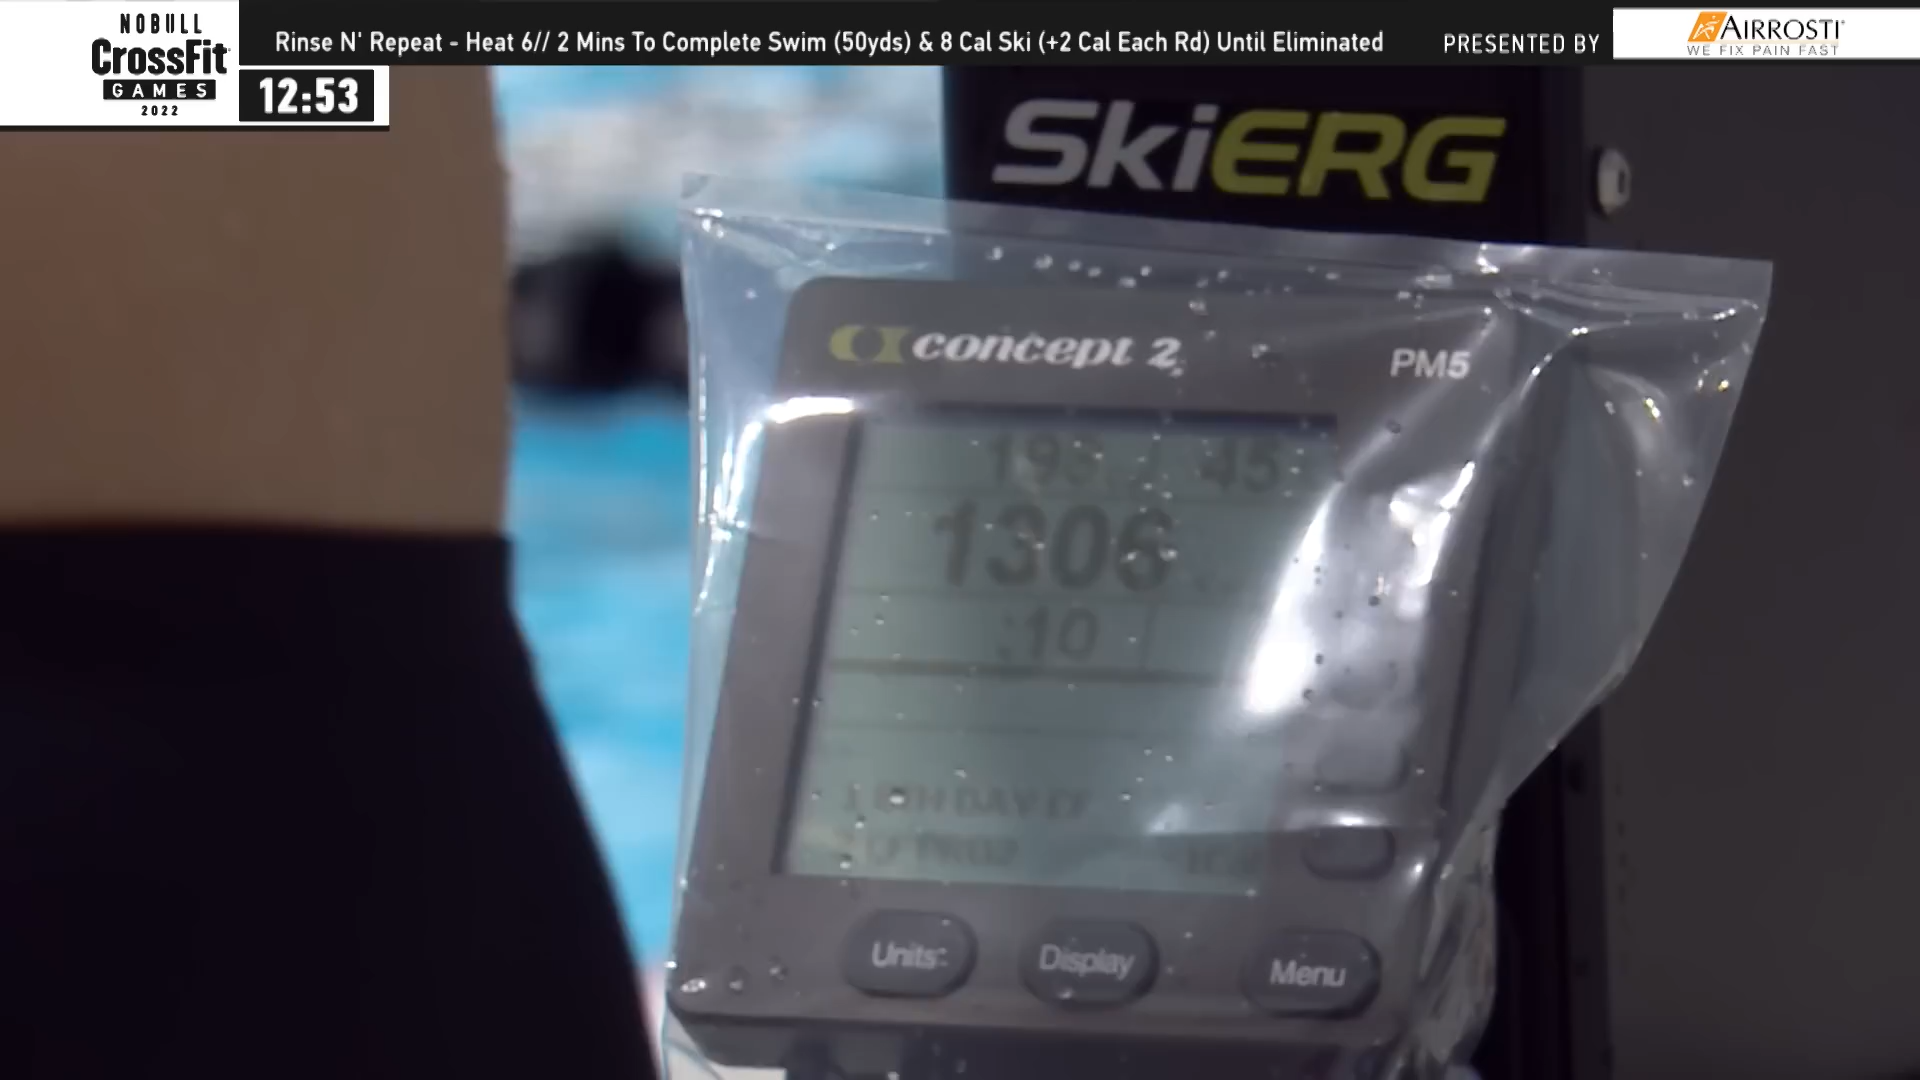 NOBULL
CrossFit
GAMES
2022
12:53
Rinse N' Repeat - Heat 6// 2 Mins To Complete Swim (50yds) & 8 Cal Ski (+2 Cal Each Rd) Until Eliminated
PRESENTED BY
AIRROSTI
WE FIX PAIN FAST
SkiERG
concept 2
PM5
45
1306
:10
Units
Display
Menu